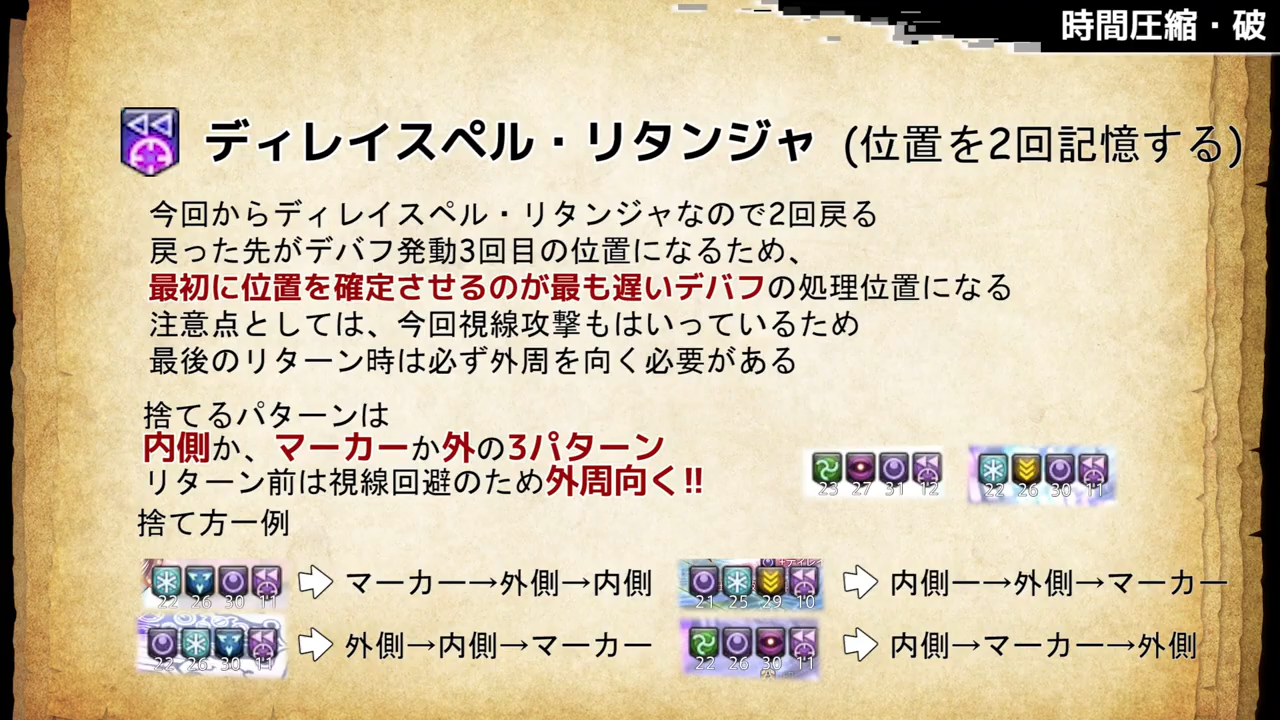 時間圧縮・破
ディレイスペル・リタンジャ (位置を2回記憶する)
今回からディレイスペル・リタンジャなので2回戻る
戻った先がデバフ発動3回目の位置になるため、
最初に位置を確定させるのが最も遅いデバフの処理位置になる
注意点としては、今回視線攻撃もはいっているため
最後のリターン時は必ず外周を向く必要がある
捨てるパターンは
内側か、マーカーか外の3パターン
リターン前は視線回避のため外周向く!!
23 27 31 12
22 26 30 11
捨て方一例
22 26 30 11 マーカー→外側→内側
21 25 29 10 内側ー→外側→マーカー
22 26 30 11 外側→内側→マーカー
22 26 30 11 内側→マーカー→外側